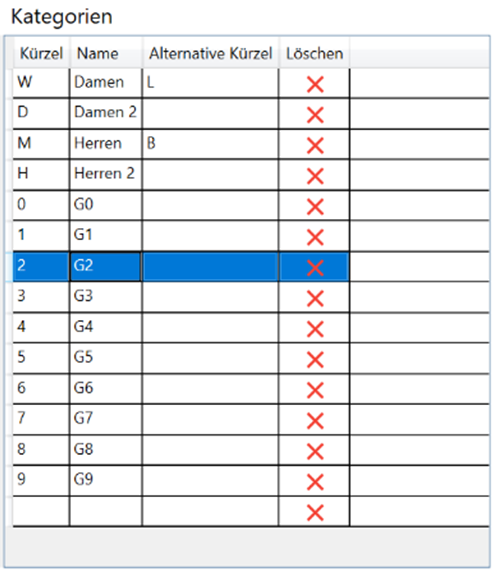 Kategorien
Kürzel Name Alternative Kürzel Löschen
W Damen L
D Damen 2
M Herren B
H Herren 2
0 G0
1 G1
2 G2
3 G3
4 G4
5 G5
6 G6
7 G7
8 G8
9 G9